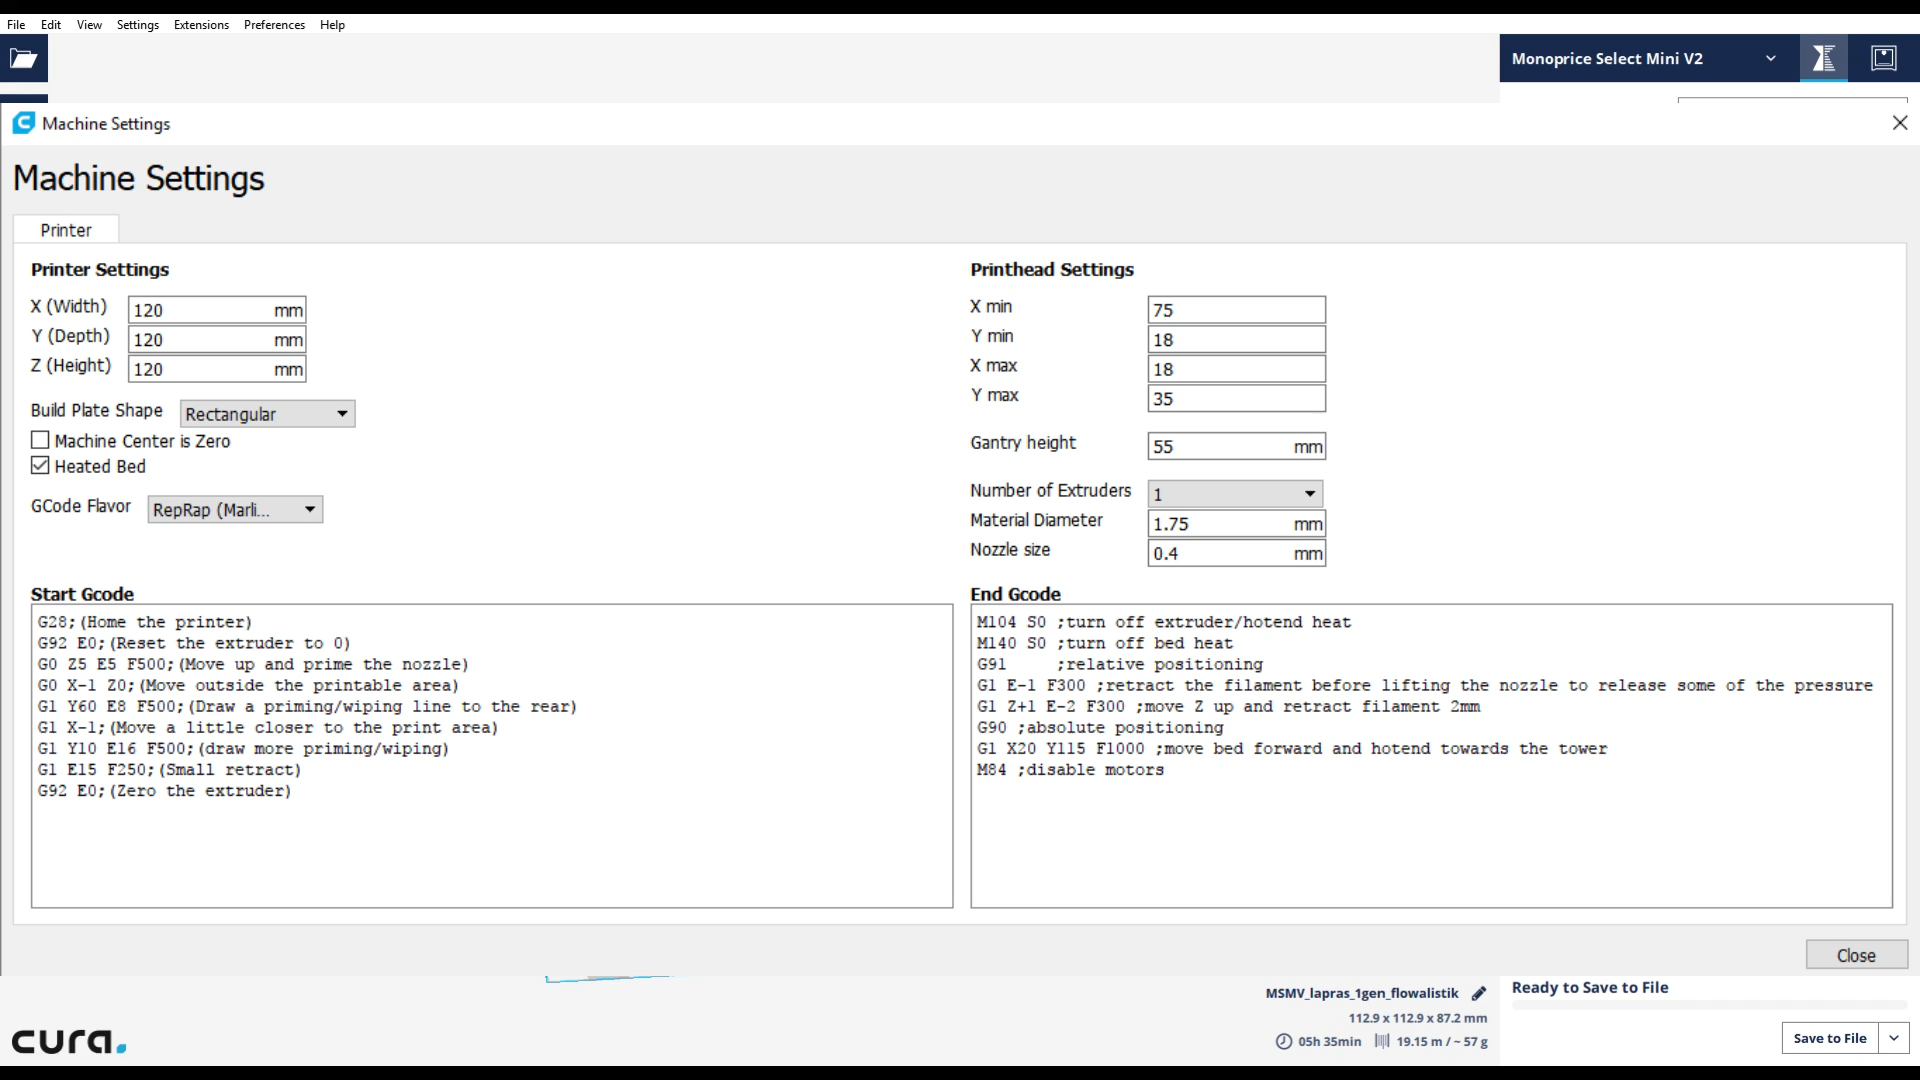 File Edit View Settings Extensions Preferences Help
Monoprice Select Mini V2
Machine Settings
Machine Settings
Printer
Printer Settings
X (Width) 120 mm
Y (Depth) 120 mm
Z (Height) 120 mm
Build Plate Shape Rectangular
Machine Center is Zero
Heated Bed
GCode Flavor RepRap (Marli...
Printhead Settings
X min 75
Y min 18
X max 18
Y max 35
Gantry height 55 mm
Number of Extruders 1
Material Diameter 1.75 mm
Nozzle size 0.4 mm
Start Gcode
G28;(Home the printer)
G92 E0;(Reset the extruder to 0)
G0 Z5 E5 F500;(Move up and prime the nozzle)
G0 X-1 Z0;(Move outside the printable area)
G1 Y60 E8 F500;(Draw a priming/wiping line to the rear)
G1 X-1;(Move a little closer to the print area)
G1 Y10 E16 F500;(draw more priming/wiping)
G1 E15 F250;(Small retract)
G92 E0;(Zero the extruder)
End Gcode
M104 S0 ;turn off extruder/hotend heat
M140 S0 ;turn off bed heat
G91     ;relative positioning
G1 E-1 F300 ;retract the filament before lifting the nozzle to release some of the pressure
G1 Z+1 E-2 F300 ;move Z up and retract filament 2mm
G90 ;absolute positioning
G1 X20 Y115 F1000 ;move bed forward and hotend towards the tower
M84 ;disable motors
Close
MSMV_lapras_1gen_flowalistik
112.9 x 112.9 x 87.2 mm
05h 35min 19.15 m / ~ 57 g
Ready to Save to File
Save to File
cura.